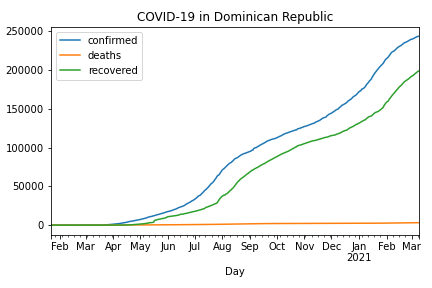 COVID-19 in Dominican Republic
confirmed
deaths
recovered
250000
200000
150000
100000
50000
0
Feb Mar Apr May Jun Jul Aug Sep Oct Nov Dec Jan Feb Mar
2021
Day